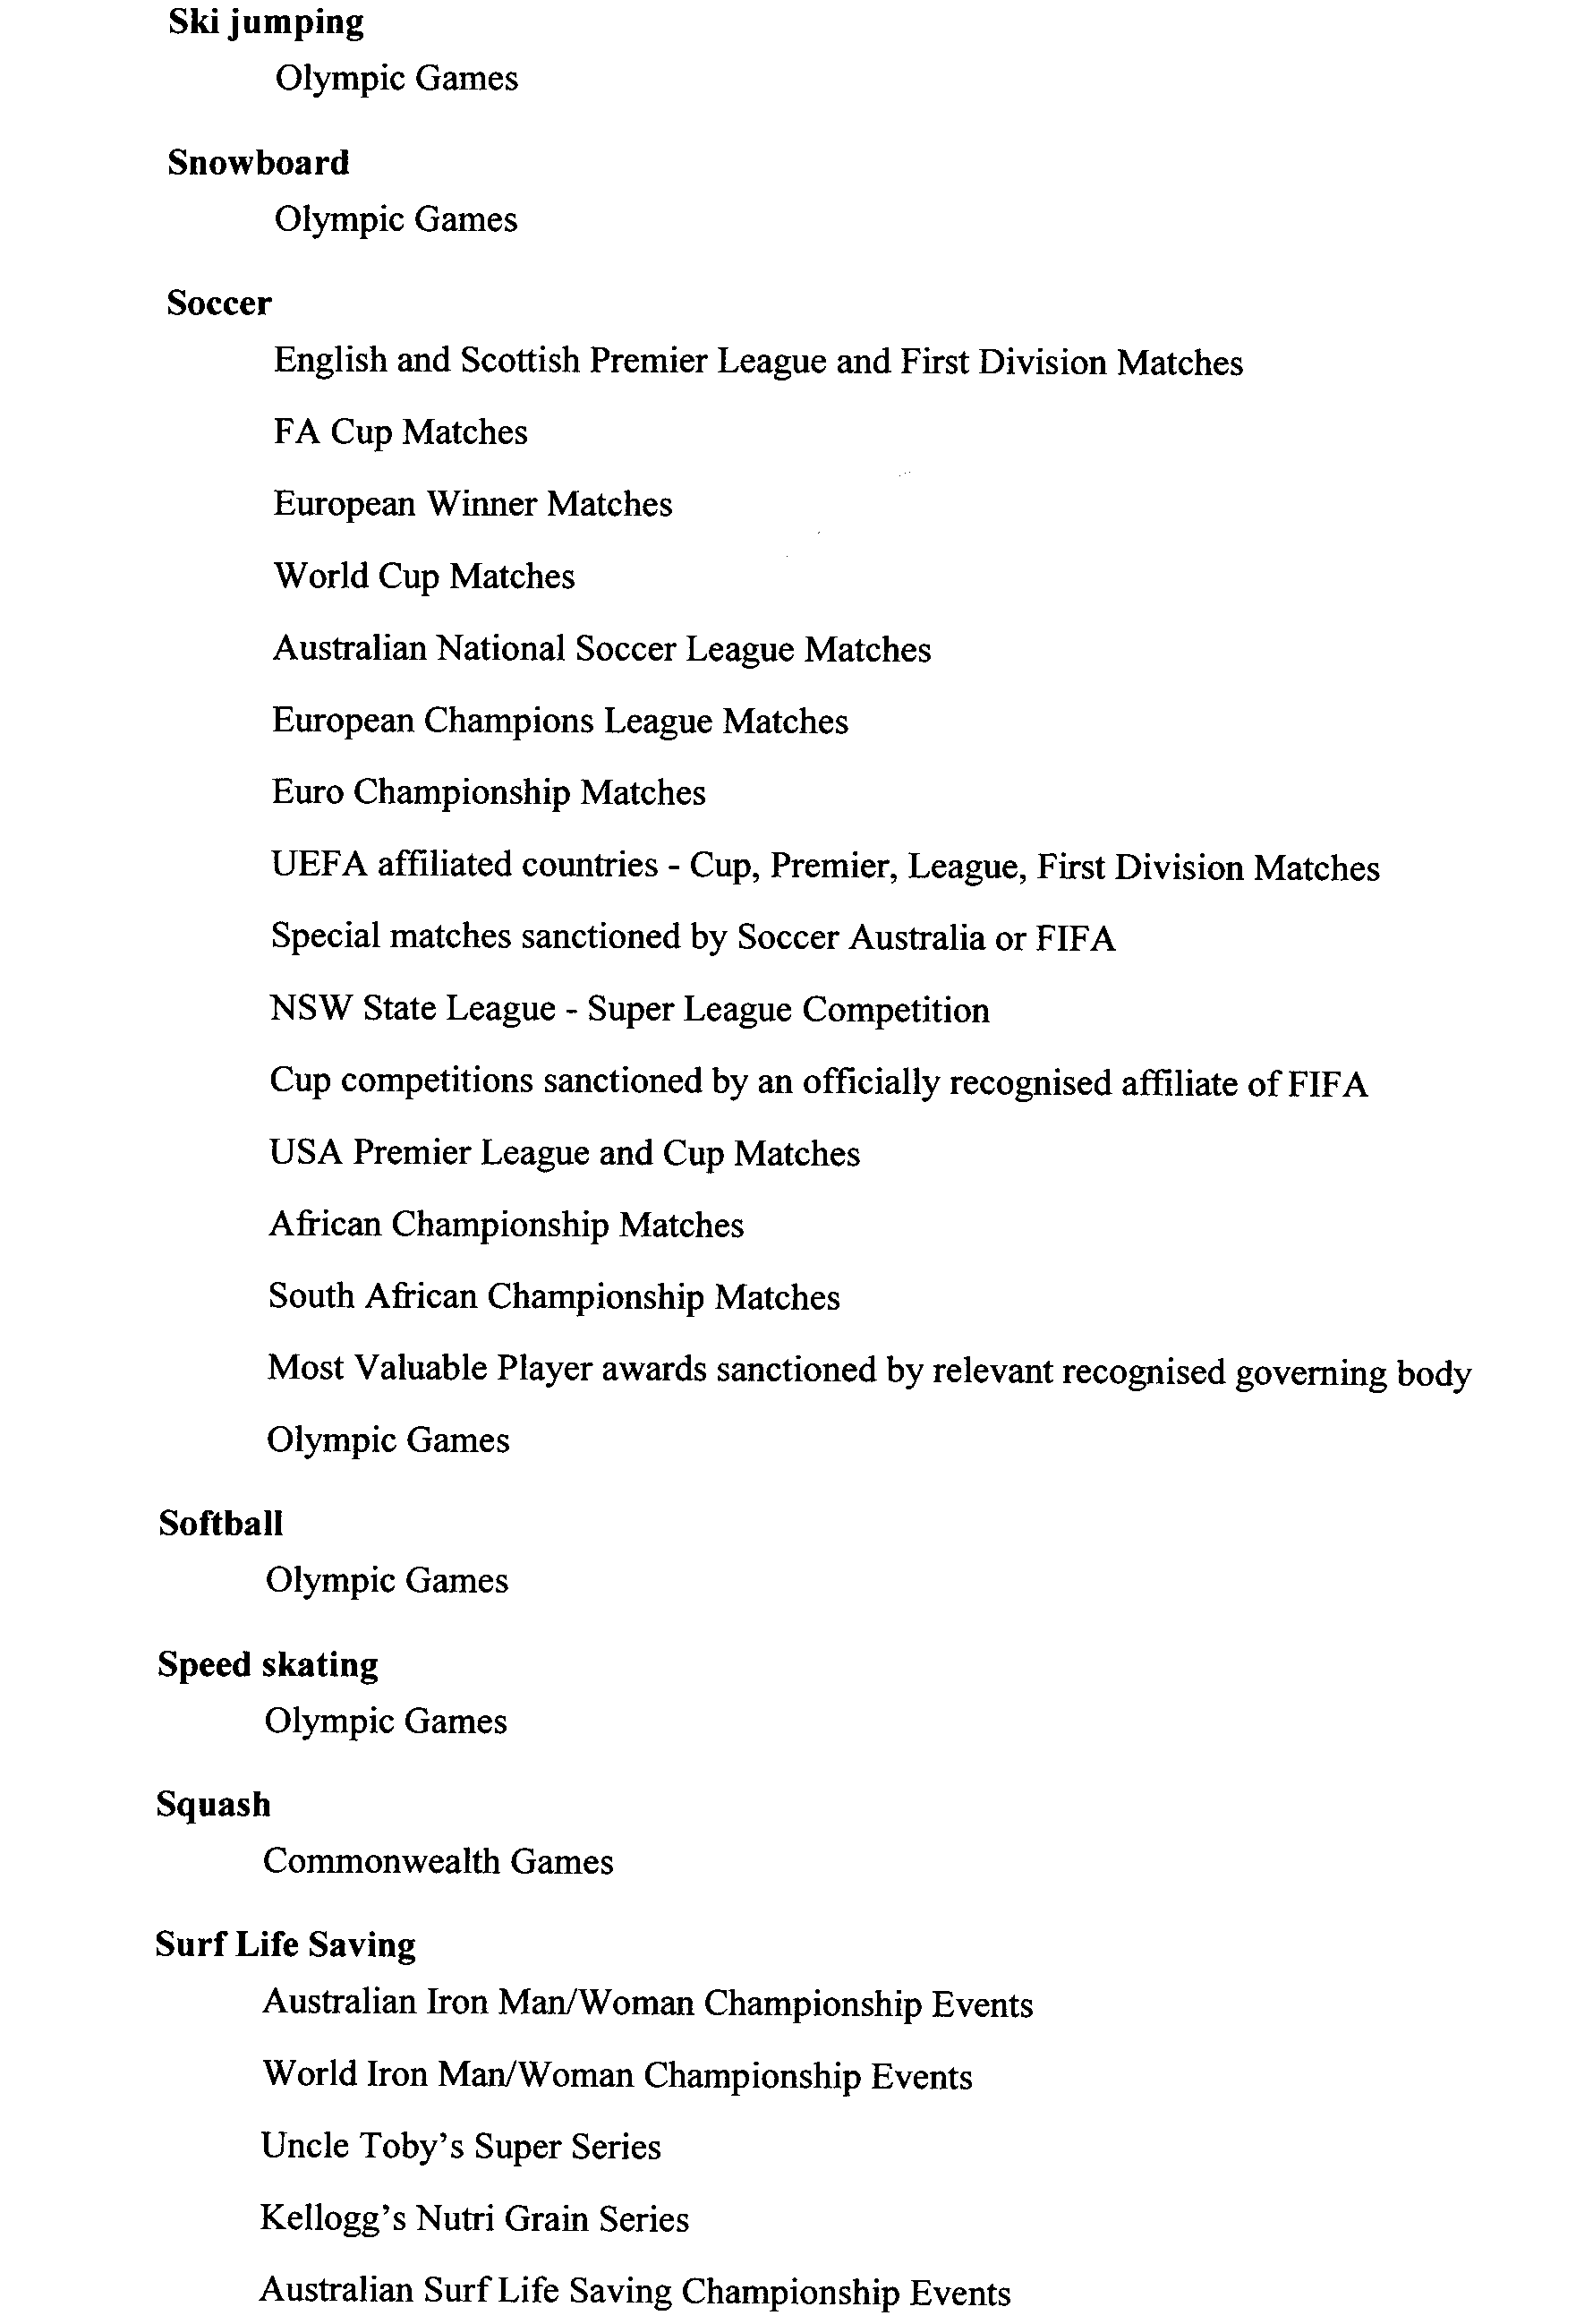 Ski jumping
Olympic Games
Snowboard
Olympic Games
Soccer
English and Scottish Premier League and First Division Matches
FA Cup Matches
European Winner Matches
World Cup Matches
Australian National Soccer League Matches
European Champions League Matches
Euro Championship Matches
UEFA affiliated countries - Cup, Premier, League, First Division Matches
Special matches sanctioned by Soccer Australia or FIFA
NSW State League - Super League Competition
Cup competitions sanctioned by an officially recognised affiliate of FIFA
USA Premier League and Cup Matches
African Championship Matches
South African Championship Matches
Most Valuable Player awards sanctioned by relevant recognised governing body
Olympic Games
Softball
Olympic Games
Speed skating
Olympic Games
Squash
Commonwealth Games
Surf Life Saving
Australian Iron Man/Woman Championship Events
World Iron Man/Woman Championship Events
Uncle Toby's Super Series
Kellogg's Nutri Grain Series
Australian Surf Life Saving Championship Events